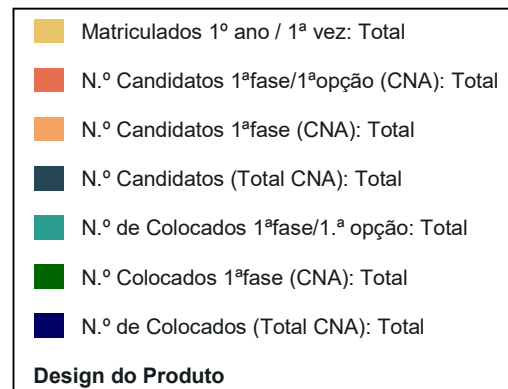 Matriculados 1º ano / 1ª vez: Total
N.º Candidatos 1ªfase/1ªopção (CNA): Total
N.º Candidatos 1ªfase (CNA): Total
N.º Candidatos (Total CNA): Total
N.º de Colocados 1ªfase/1.ª opção: Total
N.º Colocados 1ªfase (CNA): Total
N.º de Colocados (Total CNA): Total
Design do Produto